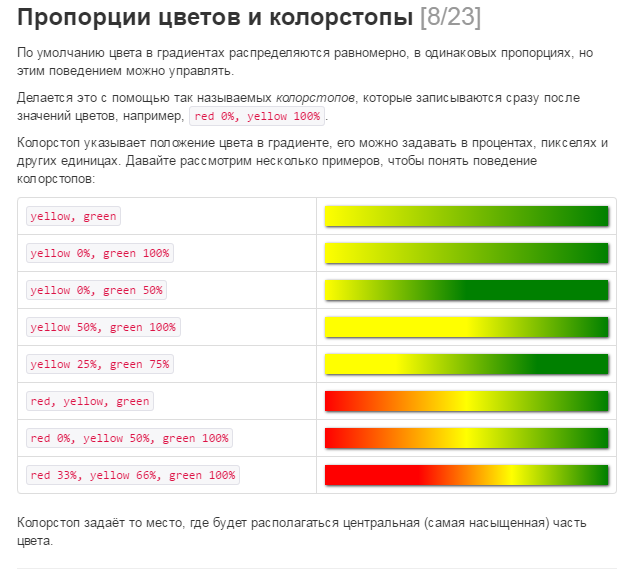 Пропорции цветов и колорстопы [8/23]
По умолчанию цвета в градиентах распределяются равномерно, в одинаковых пропорциях, но
этим поведением можно управлять.
Делается это с помощью так называемых колорстопов, которые записываются сразу после
значений цветов, например, red 0%, yellow 100%.
Колорстоп указывает положение цвета в градиенте, его можно задавать в процентах, пикселях и
других единицах. Давайте рассмотрим несколько примеров, чтобы понять поведение
колорстопов:
yellow, green
yellow 0%, green 100%
yellow 0%, green 50%
yellow 50%, green 100%
yellow 25%, green 75%
red, yellow, green
red 0%, yellow 50%, green 100%
red 33%, yellow 66%, green 100%
Колорстоп задаёт то место, где будет располагаться центральная (самая насыщенная) часть
цвета.